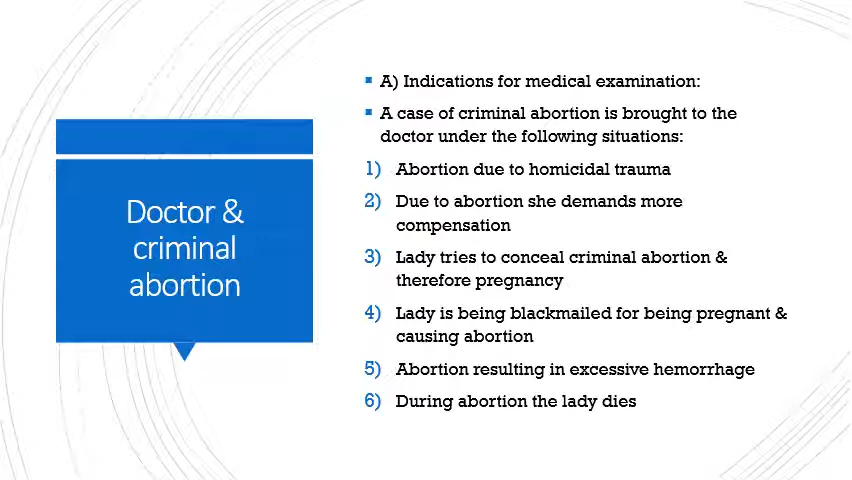 Doctor &
criminal
abortion
▪ A) Indications for medical examination:
▪ A case of criminal abortion is brought to the
doctor under the following situations:
1) Abortion due to homicidal trauma
2) Due to abortion she demands more
compensation
3) Lady tries to conceal criminal abortion &
therefore pregnancy
4) Lady is being blackmailed for being pregnant &
causing abortion
5) Abortion resulting in excessive hemorrhage
6) During abortion the lady dies